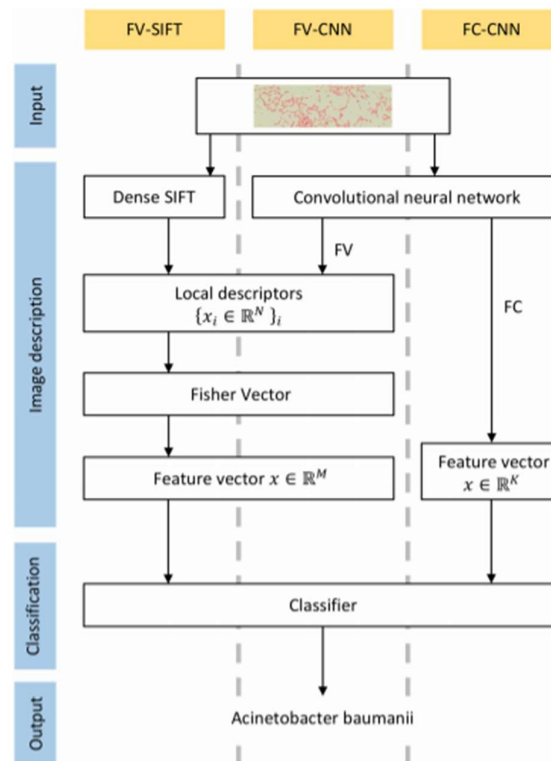 FV-SIFT
FV-CNN
FC-CNN
Input
Image description
Dense SIFT
Convolutional neural network
FV
Local descriptors
{x_i ∈ ℝ^N }_i
FC
Fisher Vector
Feature vector x ∈ ℝ^M
Feature vector
x ∈ ℝ^K
Classification
Classifier
Output
Acinetobacter baumanii